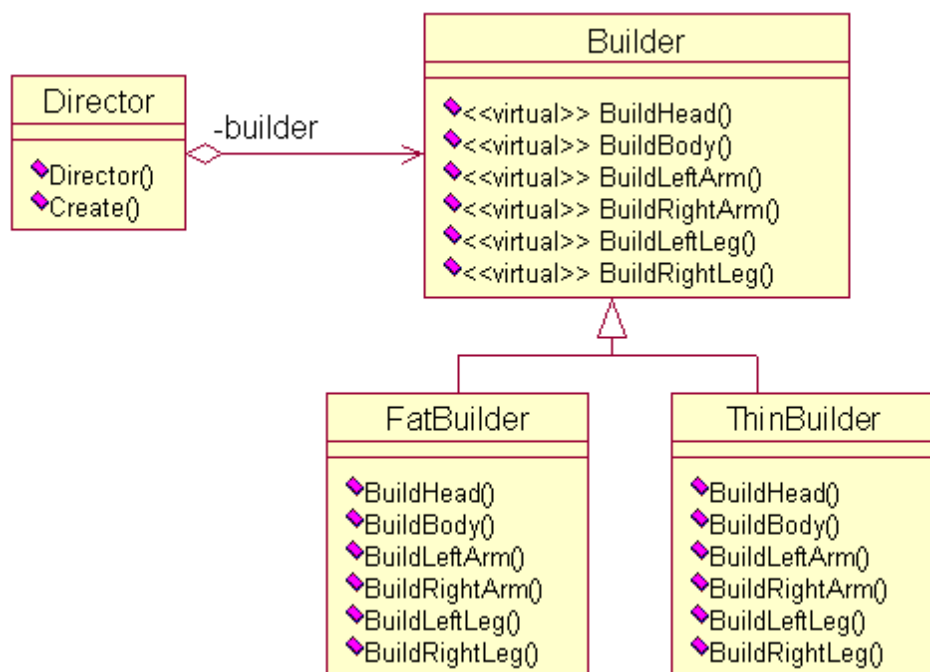 Builder
<<virtual>> BuildHead()
<<virtual>> BuildBody()
<<virtual>> BuildLeftArm()
<<virtual>> BuildRightArm()
<<virtual>> BuildLeftLeg()
<<virtual>> BuildRightLeg()
Director
Director()
Create()
-builder
FatBuilder
BuildHead()
BuildBody()
BuildLeftArm()
BuildRightArm()
BuildLeftLeg()
BuildRightLeg()
ThinBuilder
BuildHead()
BuildBody()
BuildLeftArm()
BuildRightArm()
BuildLeftLeg()
BuildRightLeg()